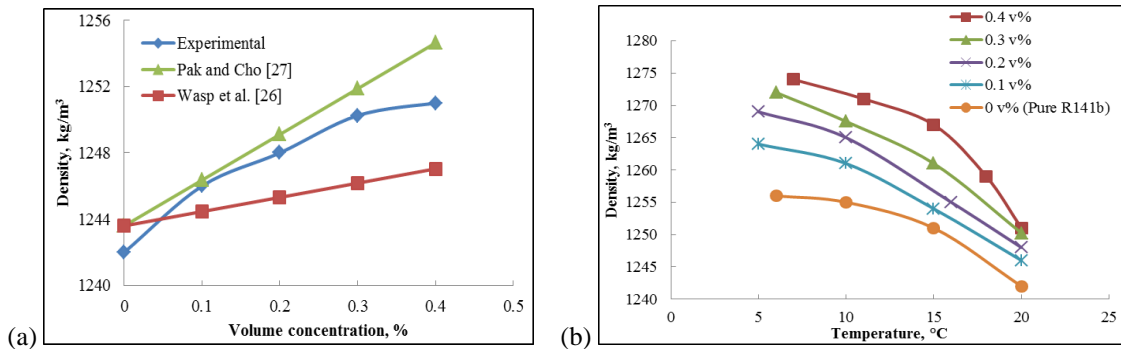 1256
1252
1248
1244
1240
Density, kg/m³
Experimental
Pak and Cho [27]
Wasp et al. [26]
0 0.1 0.2 0.3 0.4 0.5
Volume concentration, %
(a)
1280
1275
1270
1265
1260
1255
1250
1245
1240
Density, kg/m³
0.4 v%
0.3 v%
0.2 v%
0.1 v%
0 v% (Pure R141b)
0 5 10 15 20 25
Temperature, °C
(b)